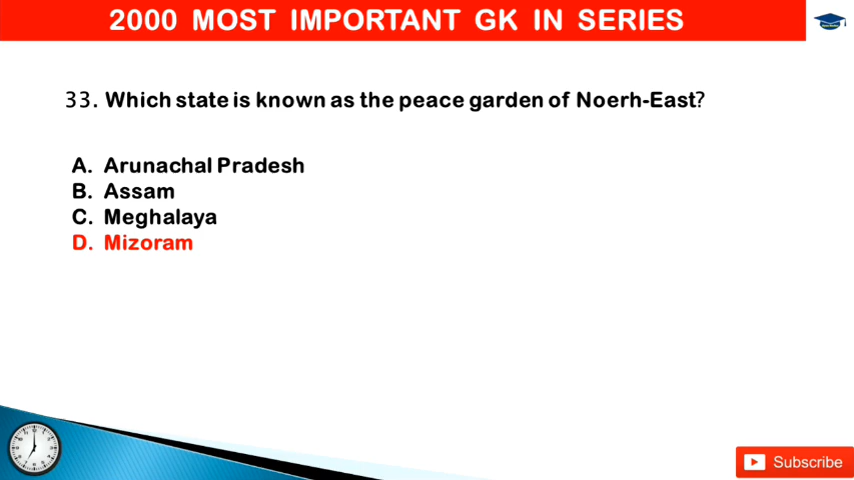 2000 MOST IMPORTANT GK IN SERIES
33. Which state is known as the peace garden of Noerh-East?
A. Arunachal Pradesh
B. Assam
C. Meghalaya
D. Mizoram
Subscribe